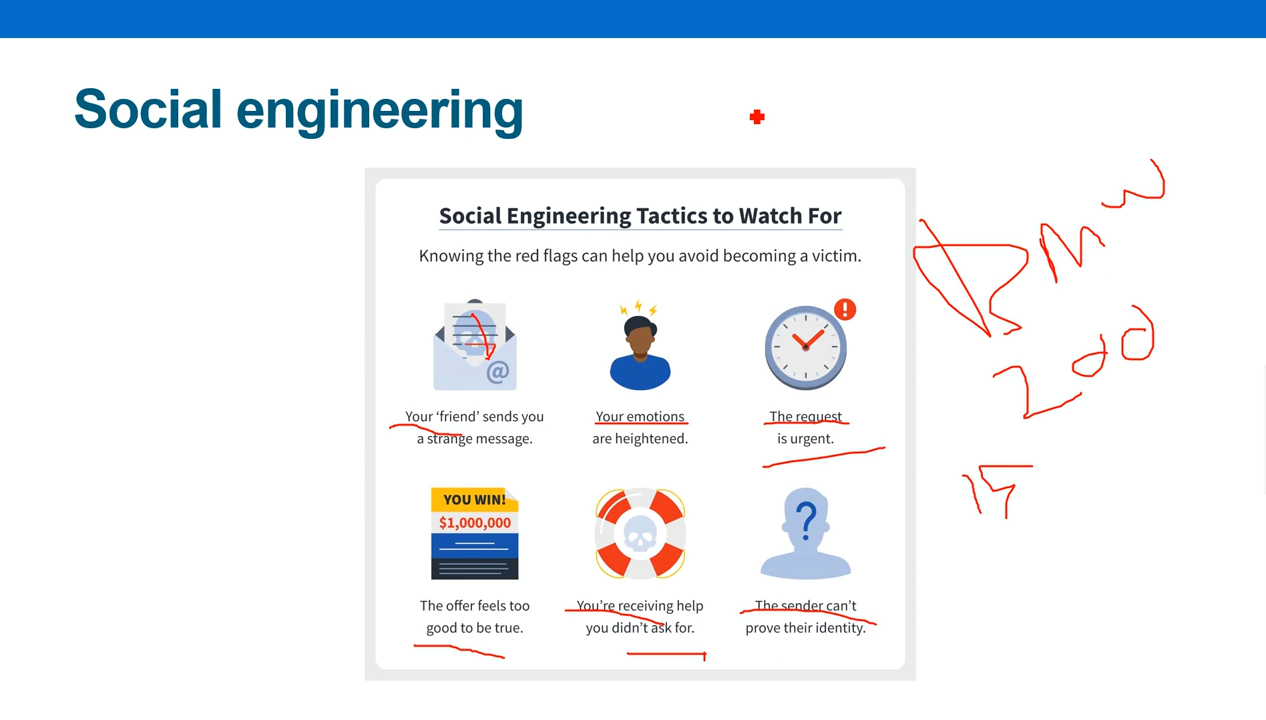 Social engineering
Social Engineering Tactics to Watch For
Knowing the red flags can help you avoid becoming a victim.
@
!
Your ‘friend’ sends you
a strange message.
Your emotions
are heightened.
The request
is urgent.
YOU WIN!
$1,000,000
?
The offer feels too
good to be true.
You’re receiving help
you didn’t ask for.
The sender can’t
prove their identity.
200
15